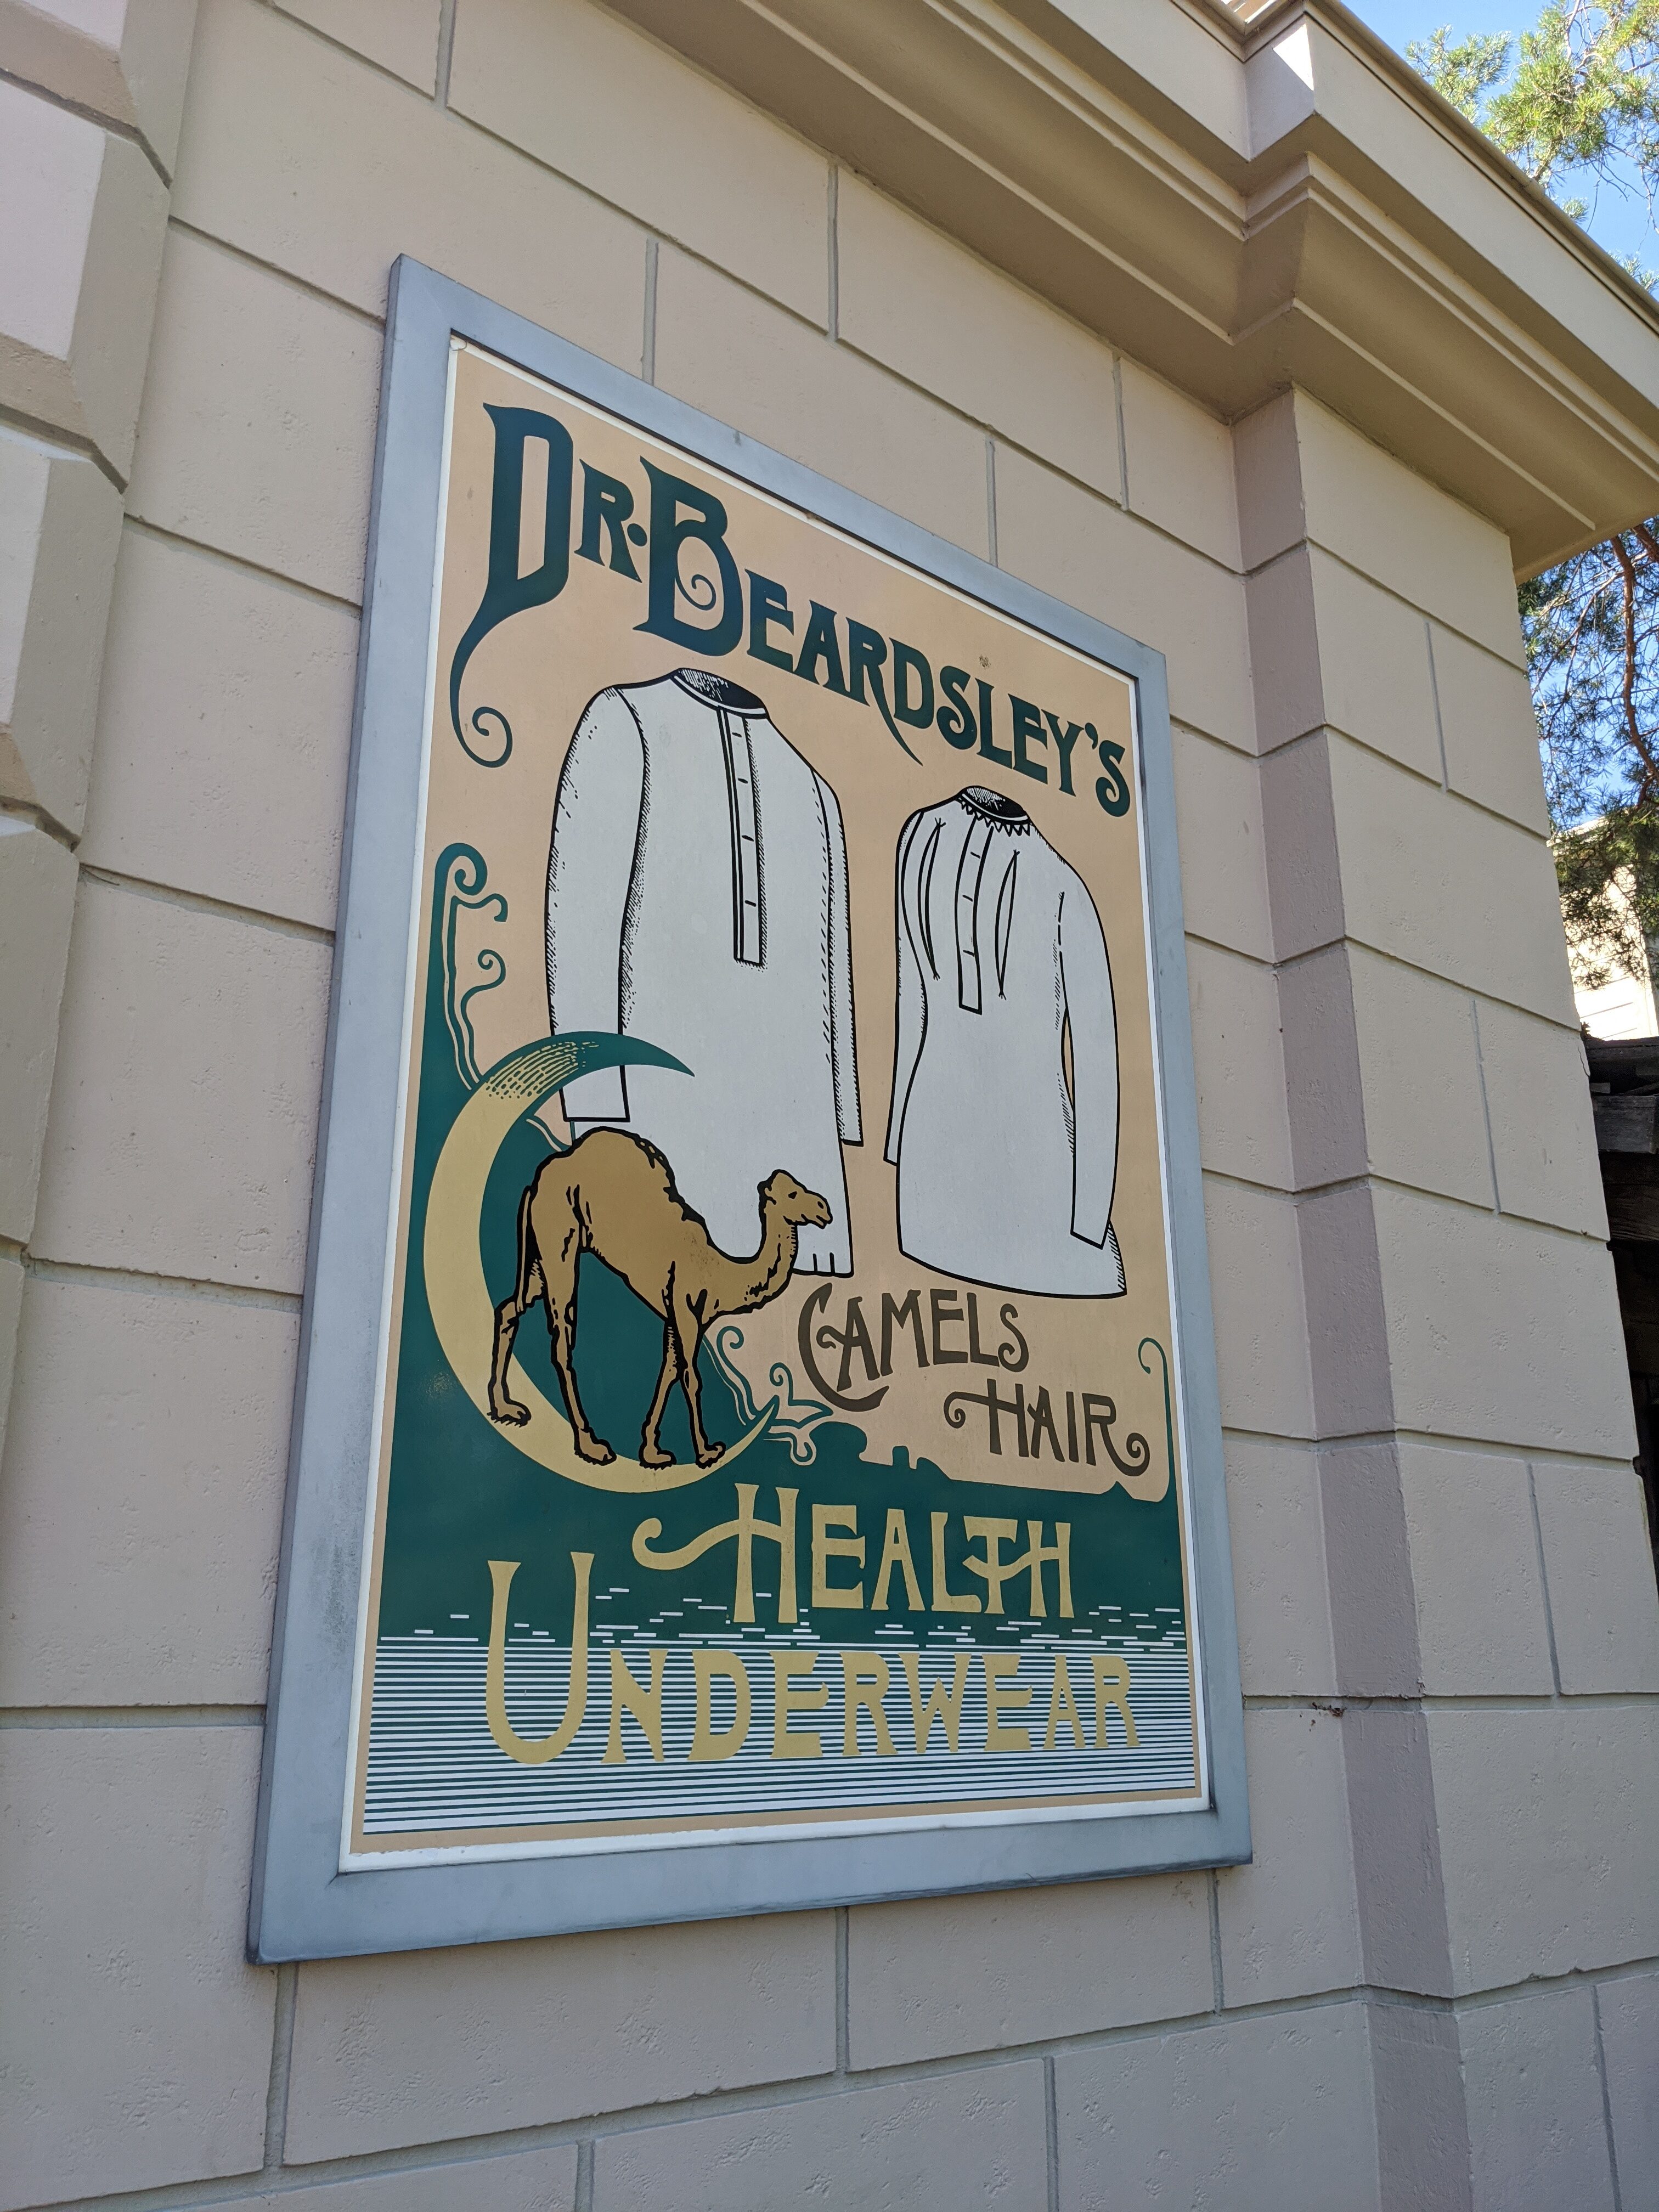 DR. BEARDSLEY'S
CAMELS
HAIR
HEALTH
UNDERWEAR